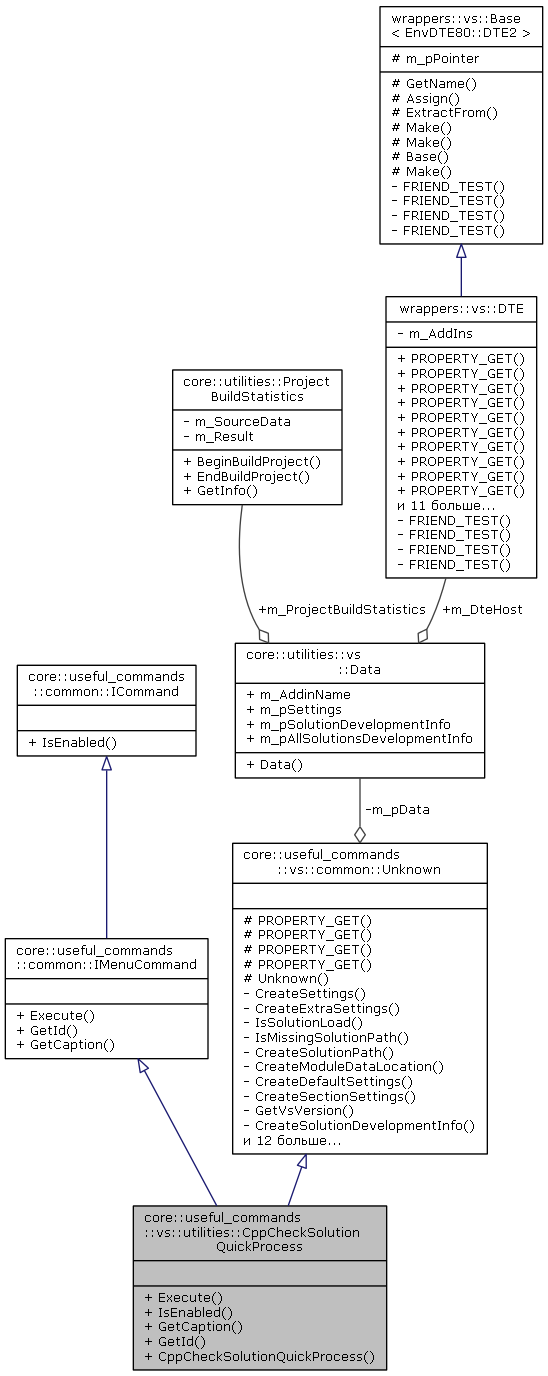 wrappers::vs::Base
< EnvDTE80::DTE2 >
# m_pPointer
# GetName()
# Assign()
# ExtractFrom()
# Make()
# Make()
# Base()
# Make()
- FRIEND_TEST()
- FRIEND_TEST()
- FRIEND_TEST()
- FRIEND_TEST()
wrappers::vs::DTE
- m_AddIns
+ PROPERTY_GET()
+ PROPERTY_GET()
+ PROPERTY_GET()
+ PROPERTY_GET()
+ PROPERTY_GET()
+ PROPERTY_GET()
+ PROPERTY_GET()
+ PROPERTY_GET()
+ PROPERTY_GET()
+ PROPERTY_GET()
и 11 больше...
- FRIEND_TEST()
- FRIEND_TEST()
- FRIEND_TEST()
- FRIEND_TEST()
core::utilities::Project
BuildStatistics
- m_SourceData
- m_Result
+ BeginBuildProject()
+ EndBuildProject()
+ GetInfo()
+m_ProjectBuildStatistics
+m_DteHost
core::utilities::vs
::Data
+ m_AddinName
+ m_pSettings
+ m_pSolutionDevelopmentInfo
+ m_pAllSolutionsDevelopmentInfo
+ Data()
core::useful_commands
::common::ICommand
+ IsEnabled()
-m_pData
core::useful_commands
::vs::common::Unknown
# PROPERTY_GET()
# PROPERTY_GET()
# PROPERTY_GET()
# PROPERTY_GET()
# Unknown()
- CreateSettings()
- CreateExtraSettings()
- IsSolutionLoad()
- IsMissingSolutionPath()
- CreateSolutionPath()
- CreateModuleDataLocation()
- CreateDefaultSettings()
- CreateSectionSettings()
- GetVsVersion()
- CreateSolutionDevelopmentInfo()
и 12 больше...
core::useful_commands
::common::IMenuCommand
+ Execute()
+ GetId()
+ GetCaption()
core::useful_commands
::vs::utilities::CppCheckSolution
QuickProcess
+ Execute()
+ IsEnabled()
+ GetCaption()
+ GetId()
+ CppCheckSolutionQuickProcess()